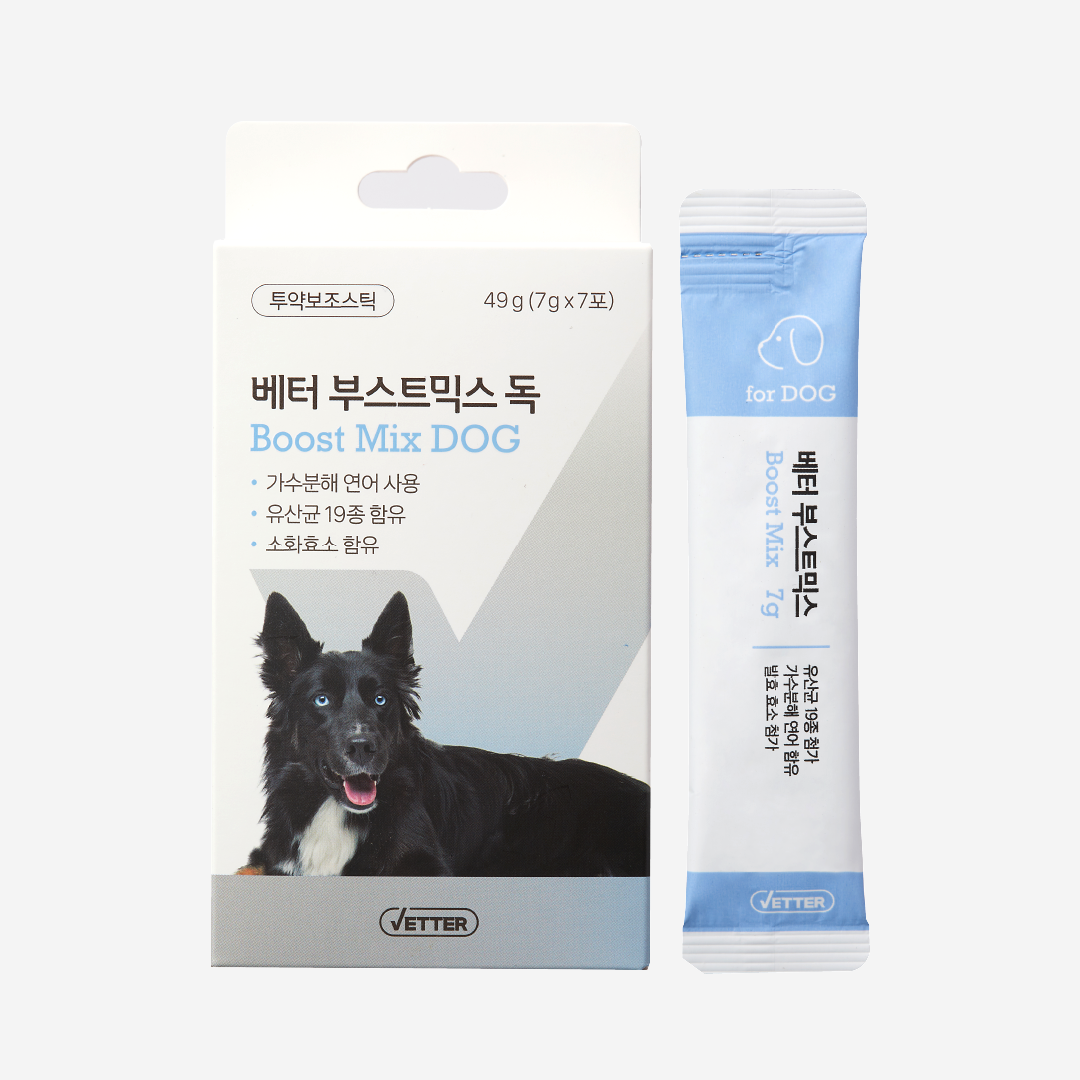 투약보조스틱
49g (7g x 7포)
베터 부스트믹스 독
Boost Mix DOG
• 가수분해 연어 사용
• 유산균 19종 함유
• 소화효소 함유
VETTER
for DOG
베터 부스트믹스
Boost Mix 7g
유산균 19종 첨가
가수분해 연어 함유
발효 효소 첨가
VETTER